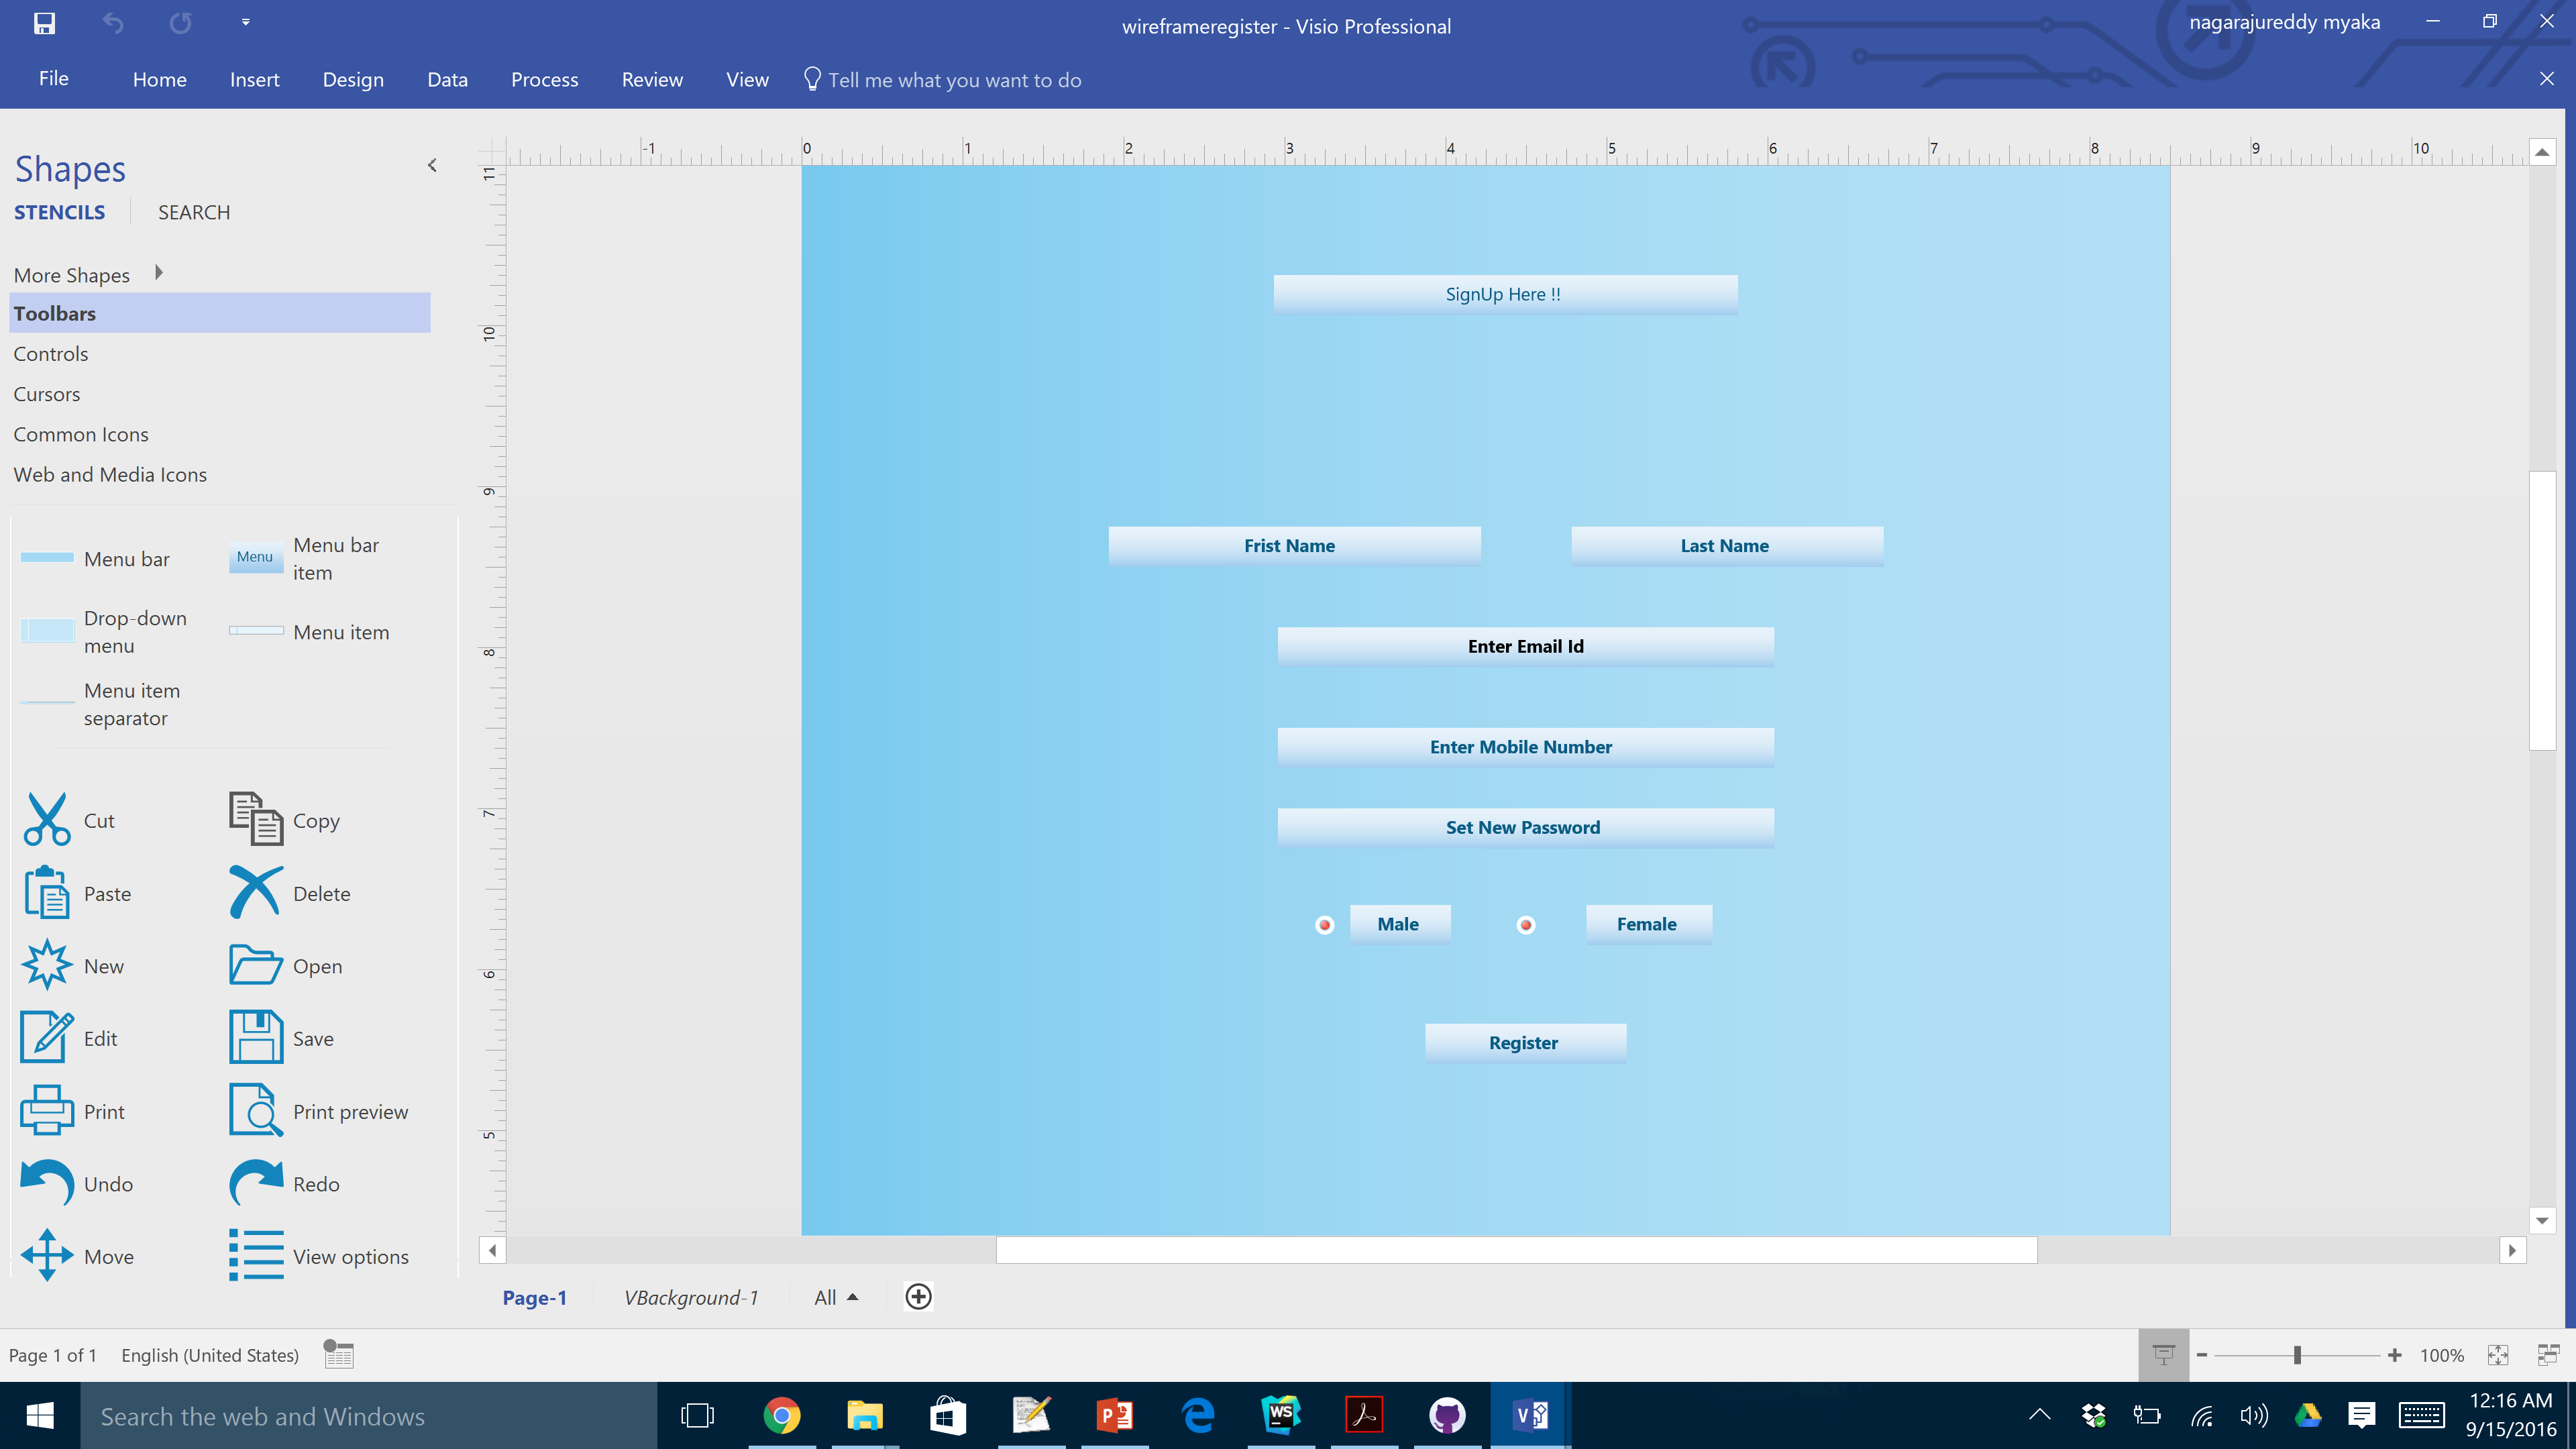 wireframeregister - Visio Professional
nagarajureddy myaka
File Home Insert Design Data Process Review View Tell me what you want to do
Shapes
STENCILS SEARCH
More Shapes
Toolbars
Controls
Cursors
Common Icons
Web and Media Icons
Menu bar
Menu
Menu bar
item
Drop-down
menu
Menu item
Menu item
separator
Cut Copy
Paste Delete
New Open
Edit Save
Print Print preview
Undo Redo
Move View options
-1 0 1 2 3 4 5 6 7 8 9 10
11
10
9
8
7
6
5
SignUp Here !!
Frist Name Last Name
Enter Email Id
Enter Mobile Number
Set New Password
Male Female
Register
Page-1 VBackground-1 All
Page 1 of 1 English (United States)
100%
Search the web and Windows
P
WS
V
12:16 AM
9/15/2016